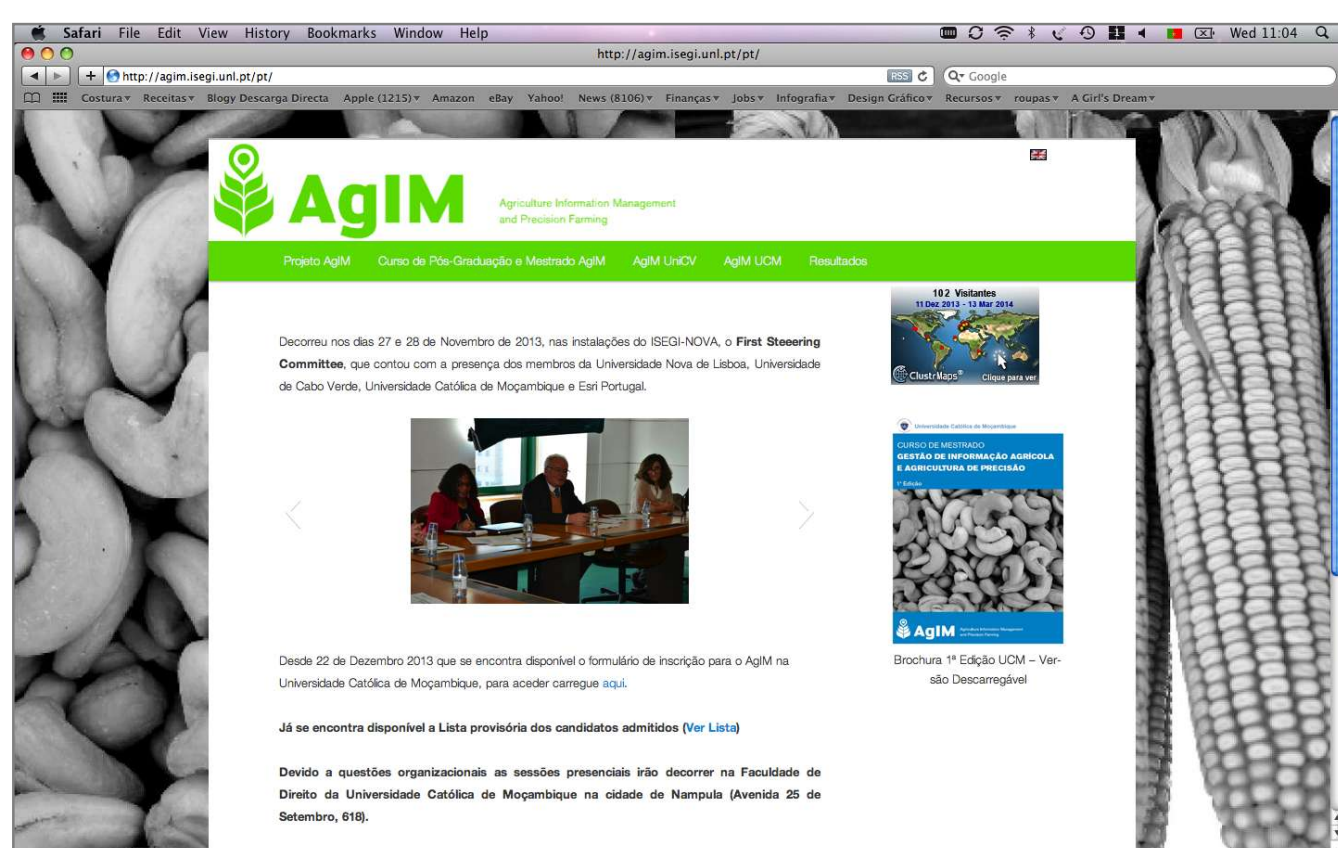 Safari File Edit View History Bookmarks Window Help Wed 11:04
http://agim.isegi.unl.pt/pt/
http://agim.isegi.unl.pt/pt/ RSS Google
Costura Receitas Blogy Descarga Directa Apple (1215) Amazon eBay Yahoo! News (8106) Finanças Jobs Infografia Design Gráfico Recursos roupas A Girl's Dream
AgIM
Agriculture Information Management
and Precision Farming
Projeto AgIM Curso de Pós-Graduação e Mestrado AgIM AgIM UniCV AgIM UCM Resultados
Decorreu nos dias 27 e 28 de Novembro de 2013, nas instalações do ISEGI-NOVA, o First Steeering
Committee, que contou com a presença dos membros da Universidade Nova de Lisboa, Universidade
de Cabo Verde, Universidade Católica de Moçambique e Esri Portugal.
Desde 22 de Dezembro 2013 que se encontra disponível o formulário de inscrição para o AgIM na
Universidade Católica de Moçambique, para aceder carregue aqui.
Já se encontra disponível a Lista provisória dos candidatos admitidos (Ver Lista)
Devido a questões organizacionais as sessões presenciais irão decorrer na Faculdade de
Direito da Universidade Católica de Moçambique na cidade de Nampula (Avenida 25 de
Setembro, 618).
102 Visitantes
11 Dez 2013 - 13 Mar 2014
ClustrMaps® Clique para ver
Universidade Católica de Moçambique
CURSO DE MESTRADO
GESTÃO DE INFORMAÇÃO AGRÍCOLA
E AGRICULTURA DE PRECISÃO
1ª Edição
AgIM
Agriculture Information Management
and Precision Farming
Brochura 1ª Edição UCM – Ver-
são Descarregável